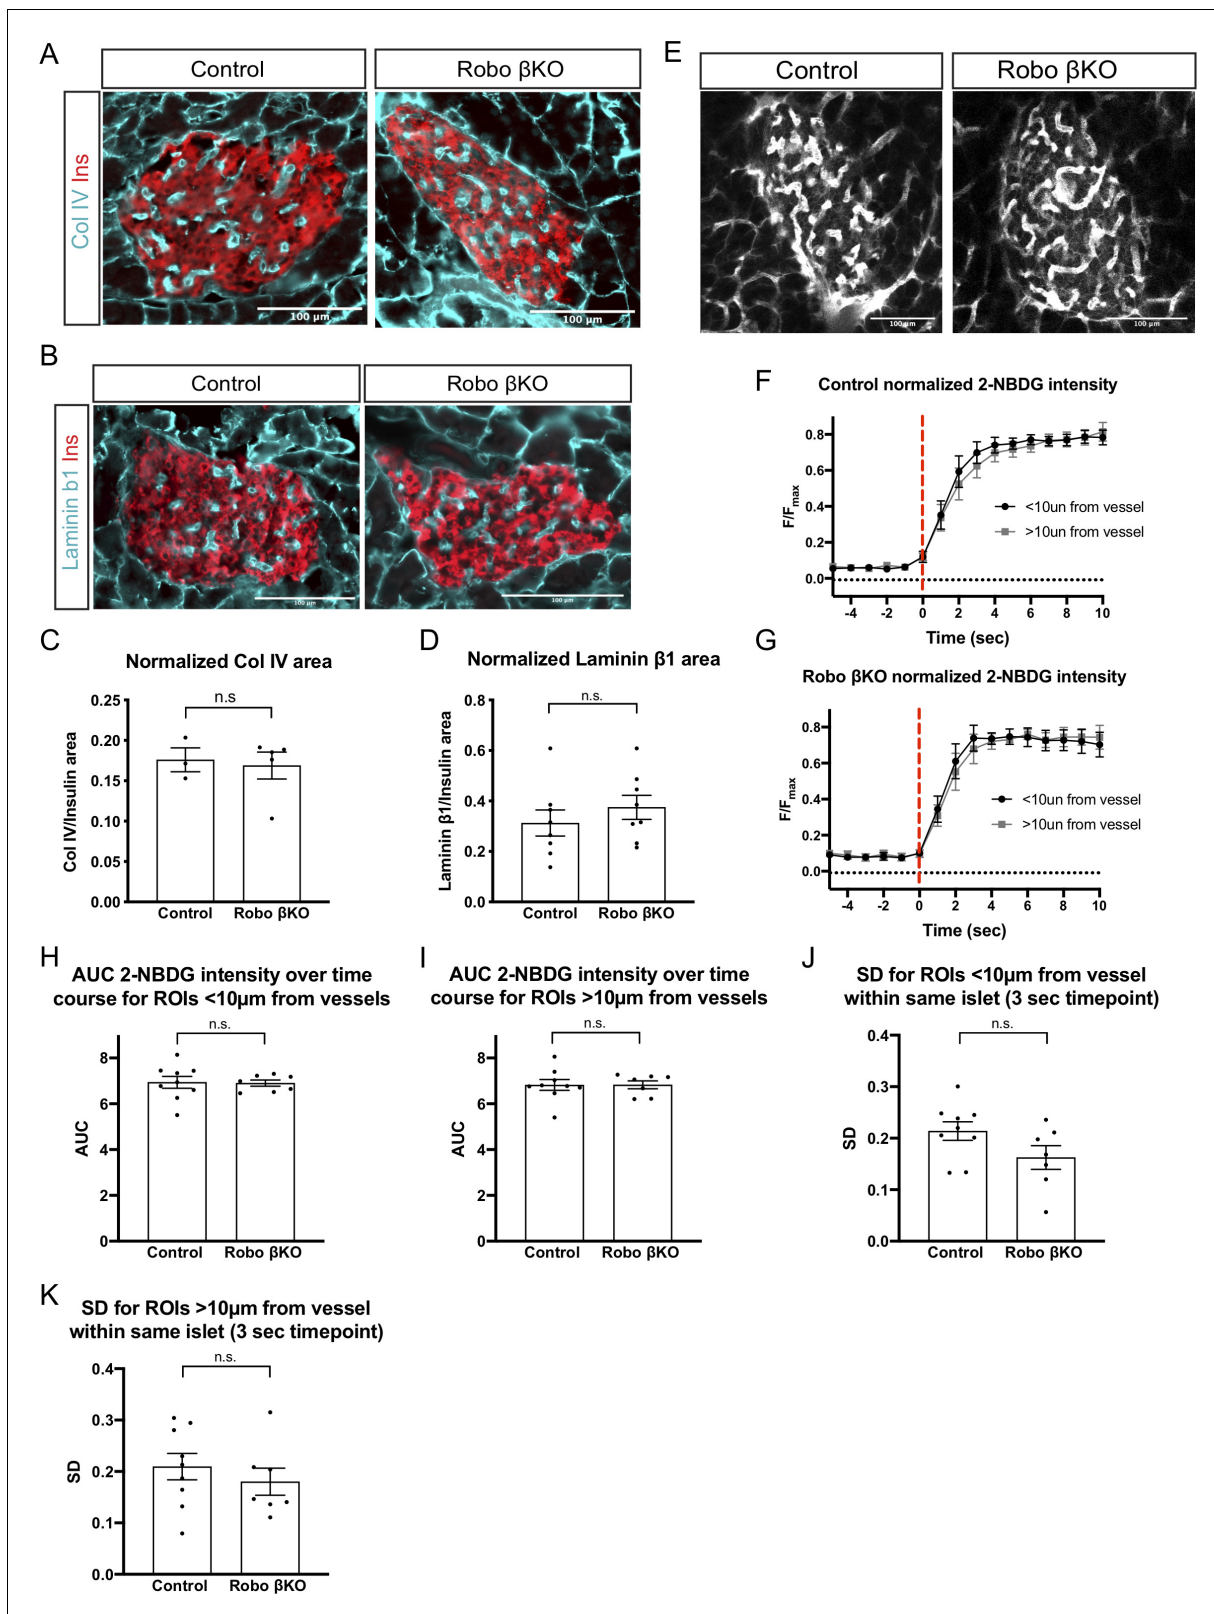 A
Control
Robo βKO
Col IV Ins
100 µm
100 µm
E
Control
Robo βKO
100 µm
100 µm
B
Control
Robo βKO
Laminin b1 Ins
100 µm
100 µm
F
Control normalized 2-NBDG intensity
F/Fmax
0.8
0.6
0.4
0.2
0.0
<10un from vessel
>10un from vessel
-4 -2 0 2 4 6 8 10
Time (sec)
C
Normalized Col IV area
n.s
Col IV/Insulin area
0.25
0.20
0.15
0.10
0.05
0.00
Control Robo βKO
D
Normalized Laminin β1 area
n.s.
Laminin β1/Insulin area
0.8
0.6
0.4
0.2
0.0
Control Robo βKO
G
Robo βKO normalized 2-NBDG intensity
F/Fmax
0.8
0.6
0.4
0.2
0.0
<10un from vessel
>10un from vessel
-4 -2 0 2 4 6 8 10
Time (sec)
H
AUC 2-NBDG intensity over time
course for ROIs <10µm from vessels
n.s.
AUC
8
6
4
2
0
Control Robo βKO
I
AUC 2-NBDG intensity over time
course for ROIs >10µm from vessels
n.s.
AUC
8
6
4
2
0
Control Robo βKO
J
SD for ROIs <10µm from vessel
within same islet (3 sec timepoint)
n.s.
SD
0.4
0.3
0.2
0.1
0.0
Control Robo βKO
K
SD for ROIs >10µm from vessel
within same islet (3 sec timepoint)
n.s.
SD
0.4
0.3
0.2
0.1
0.0
Control Robo βKO